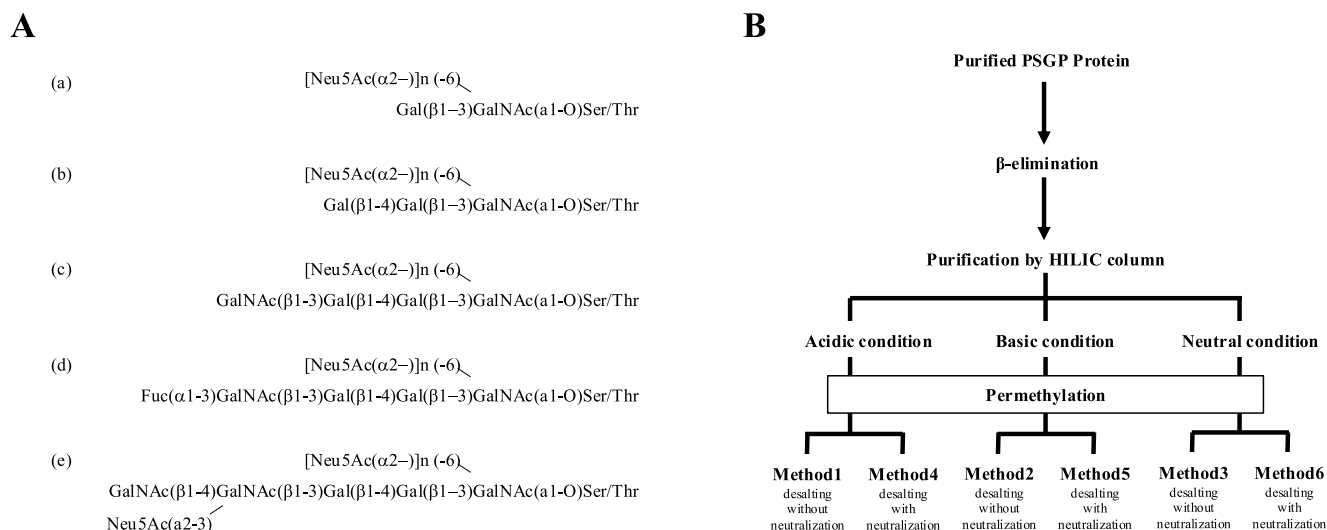 A
(a)
[Neu5Ac(α2–)]n (-6)
Gal(β1–3)GalNAc(a1-O)Ser/Thr
(b)
[Neu5Ac(α2–)]n (-6)
Gal(β1-4)Gal(β1–3)GalNAc(a1-O)Ser/Thr
(c)
[Neu5Ac(α2–)]n (-6)
GalNAc(β1-3)Gal(β1-4)Gal(β1–3)GalNAc(a1-O)Ser/Thr
(d)
[Neu5Ac(α2–)]n (-6)
Fuc(α1-3)GalNAc(β1-3)Gal(β1-4)Gal(β1–3)GalNAc(a1-O)Ser/Thr
(e)
[Neu5Ac(α2–)]n (-6)
GalNAc(β1-4)GalNAc(β1-3)Gal(β1-4)Gal(β1–3)GalNAc(a1-O)Ser/Thr
Neu5Ac(a2-3)
B
Purified PSGP Protein
β-elimination
Purification by HILIC column
Acidic condition Basic condition Neutral condition
Permethylation
Method1 Method4 Method2 Method5 Method3 Method6
desalting desalting desalting desalting desalting desalting
without with without with without with
neutralization neutralization neutralization neutralization neutralization neutralization